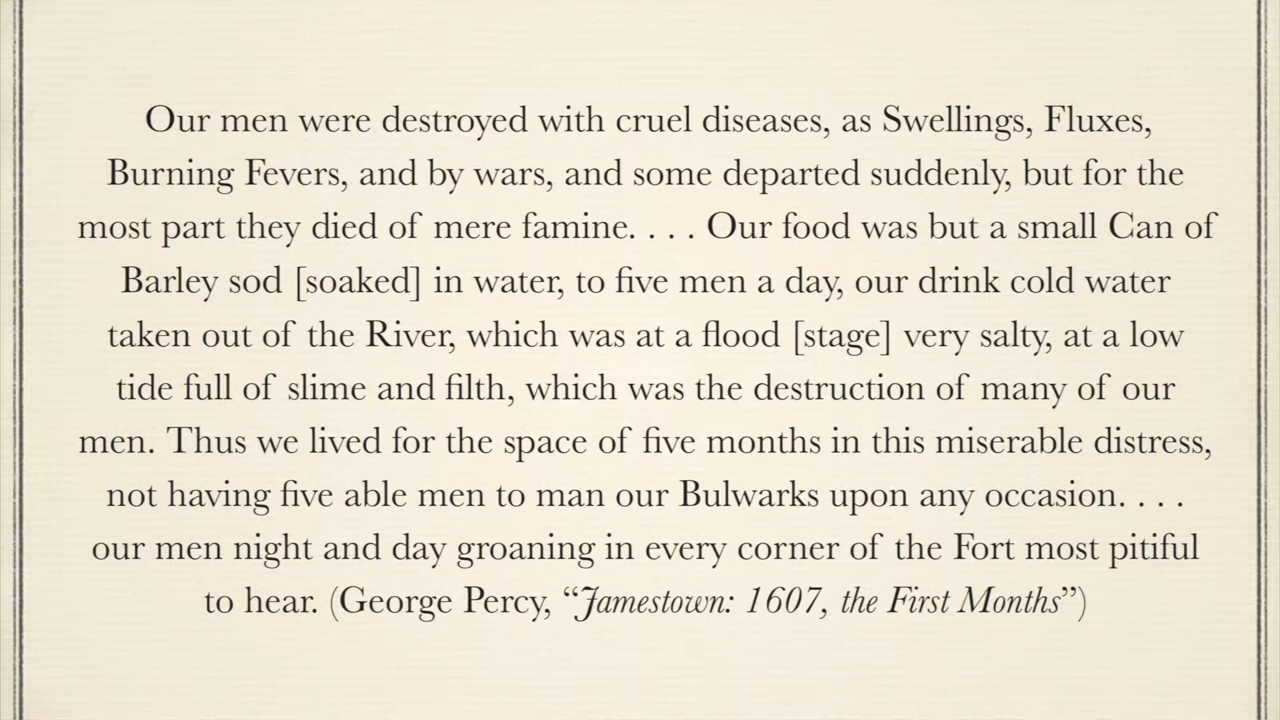 Our men were destroyed with cruel diseases, as Swellings, Fluxes,
Burning Fevers, and by wars, and some departed suddenly, but for the
most part they died of mere famine. . . . Our food was but a small Can of
Barley sod [soaked] in water, to five men a day, our drink cold water
taken out of the River, which was at a flood [stage] very salty, at a low
tide full of slime and filth, which was the destruction of many of our
men. Thus we lived for the space of five months in this miserable distress,
not having five able men to man our Bulwarks upon any occasion. . . .
our men night and day groaning in every corner of the Fort most pitiful
to hear. (George Percy, “Jamestown: 1607, the First Months”)